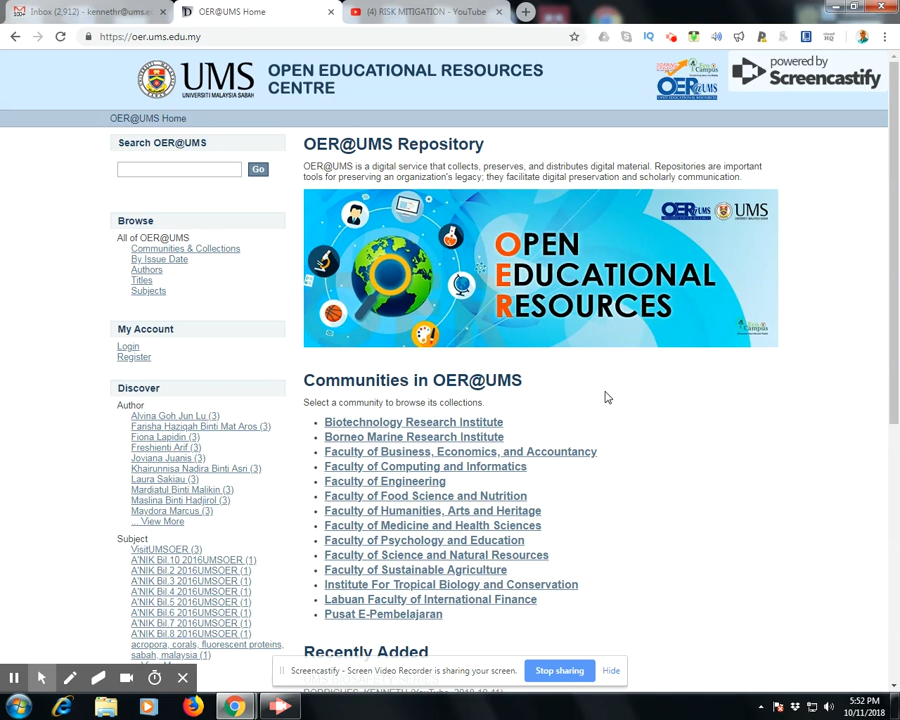 Inbox (2,912) - kennethr@ums.e
OER@UMS Home
(4) RISK MITIGATION - YouTube
https://oer.ums.edu.my
UMS
UNIVERSITI MALAYSIA SABAH
OPEN EDUCATIONAL RESOURCES
CENTRE
OER@UMS
powered by
Screencastify
OER@UMS Home
Search OER@UMS
Go
Browse
All of OER@UMS
Communities & Collections
By Issue Date
Authors
Titles
Subjects
My Account
Login
Register
Discover
Author
Alvina Goh Jun Lu (3)
Farisha Haziqah Binti Mat Aros (3)
Fiona Lapidin (3)
Freshienti Arif (3)
Joviana Juanis (3)
Khairunnisa Nadira Binti Asri (3)
Laura Sakiau (3)
Mardiatul Binti Malikin (3)
Maslina Binti Hadjirol (3)
Maydora Marcus (3)
... View More
Subject
VisitUMSOER (3)
A'NIK Bil.10 2016UMSOER (1)
A'NIK Bil.2 2016UMSOER (1)
A'NIK Bil.3 2016UMSOER (1)
A'NIK Bil.4 2016UMSOER (1)
A'NIK Bil.5 2016UMSOER (1)
A'NIK Bil.6 2016UMSOER (1)
A'NIK Bil.7 2016UMSOER (1)
A'NIK Bil.8 2016UMSOER (1)
acropora, corals, fluorescent proteins,
sabah, malaysia (1)
OER@UMS Repository
OER@UMS is a digital service that collects, preserves, and distributes digital material. Repositories are important
tools for preserving an organization's legacy; they facilitate digital preservation and scholarly communication.
OER@UMS UMS
OPEN
EDUCATIONAL
RESOURCES
Communities in OER@UMS
Select a community to browse its collections.
Biotechnology Research Institute
Borneo Marine Research Institute
Faculty of Business, Economics, and Accountancy
Faculty of Computing and Informatics
Faculty of Engineering
Faculty of Food Science and Nutrition
Faculty of Humanities, Arts and Heritage
Faculty of Medicine and Health Sciences
Faculty of Psychology and Education
Faculty of Science and Natural Resources
Faculty of Sustainable Agriculture
Institute For Tropical Biology and Conservation
Labuan Faculty of International Finance
Pusat E-Pembelajaran
Recently Added
Screencastify - Screen Video Recorder is sharing your screen.
Stop sharing
Hide
5:52 PM
10/11/2018